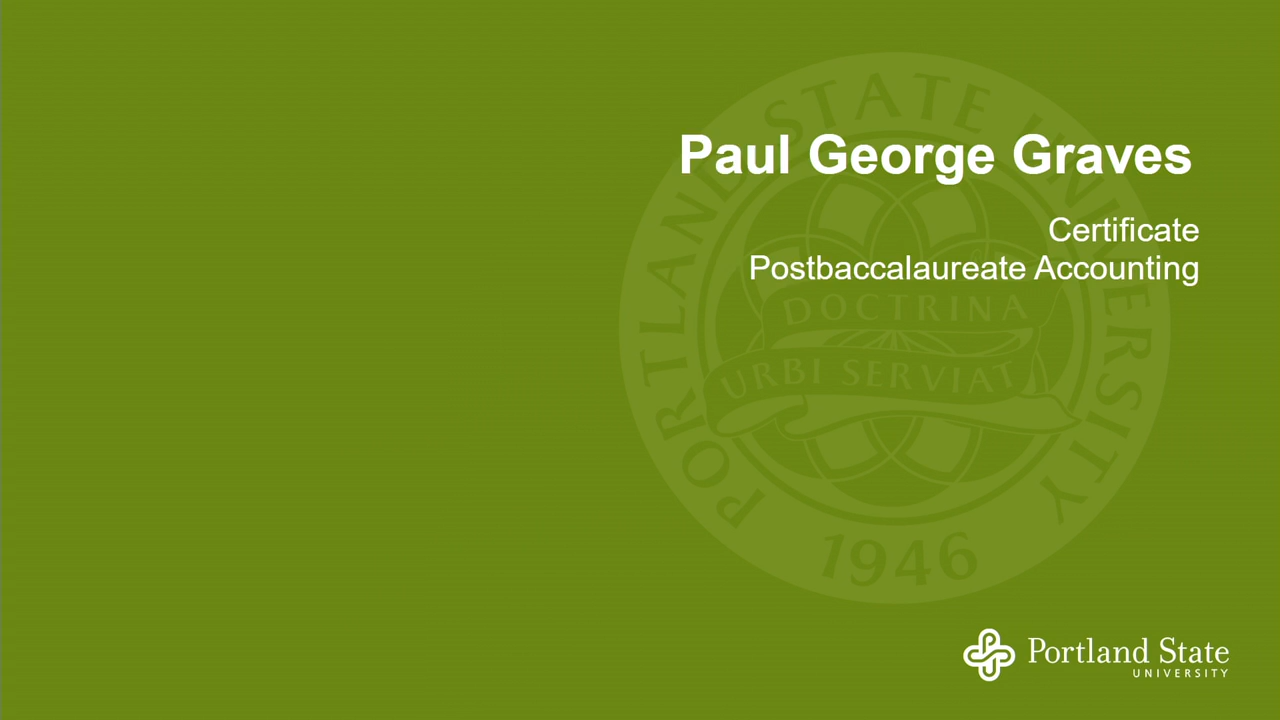 Paul George Graves
Certificate
Postbaccalaureate Accounting
PORTLAND STATE UNIVERSITY
DOCTRINA
URBI SERVIAT
1946
Portland State
UNIVERSITY